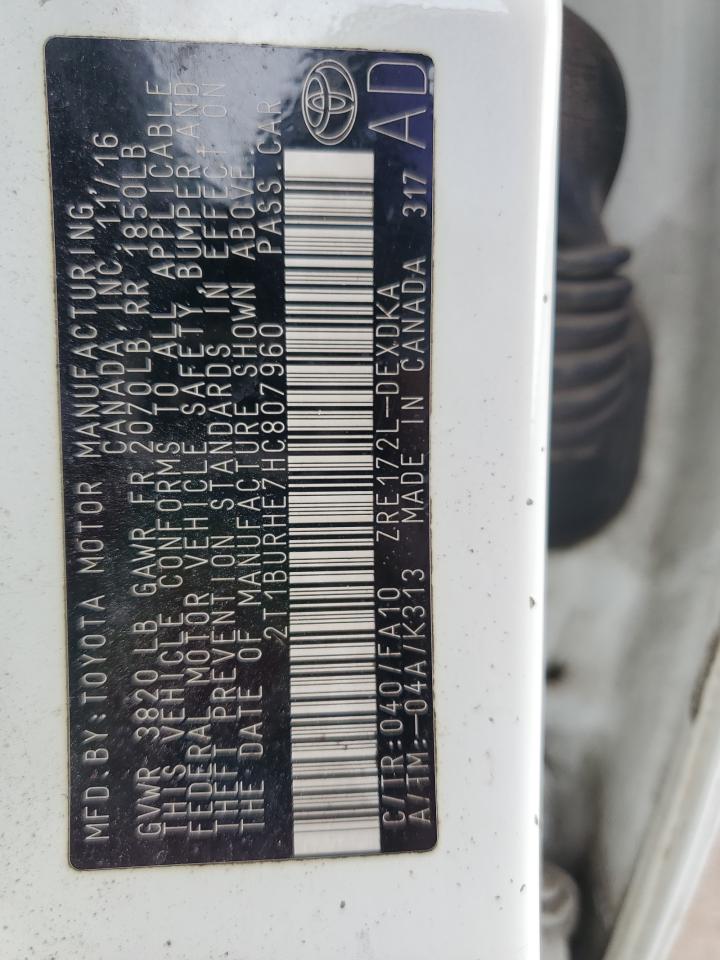 MFD.BY:TOYOTA MOTOR MANUFACTURING,
CANADA, INC.11/16
GVWR 3820 LB GAWR FR 2070LB, RR 1850LB
THIS VEHICLE CONFORMS TO ALL APPLICABLE
FEDERAL MOTOR VEHICLE SAFETY, BUMPER, AND
THEFT PREVENTION STANDARDS IN EFFECT ON
THE DATE OF MANUFACTURE SHOWN ABOVE.
2T1BURHE7HC807960 PASS.CAR
C/TR:040/FA10 ZRE172L-DEXDKA
A/TM:-04A/K313 MADE IN CANADA 317 AD